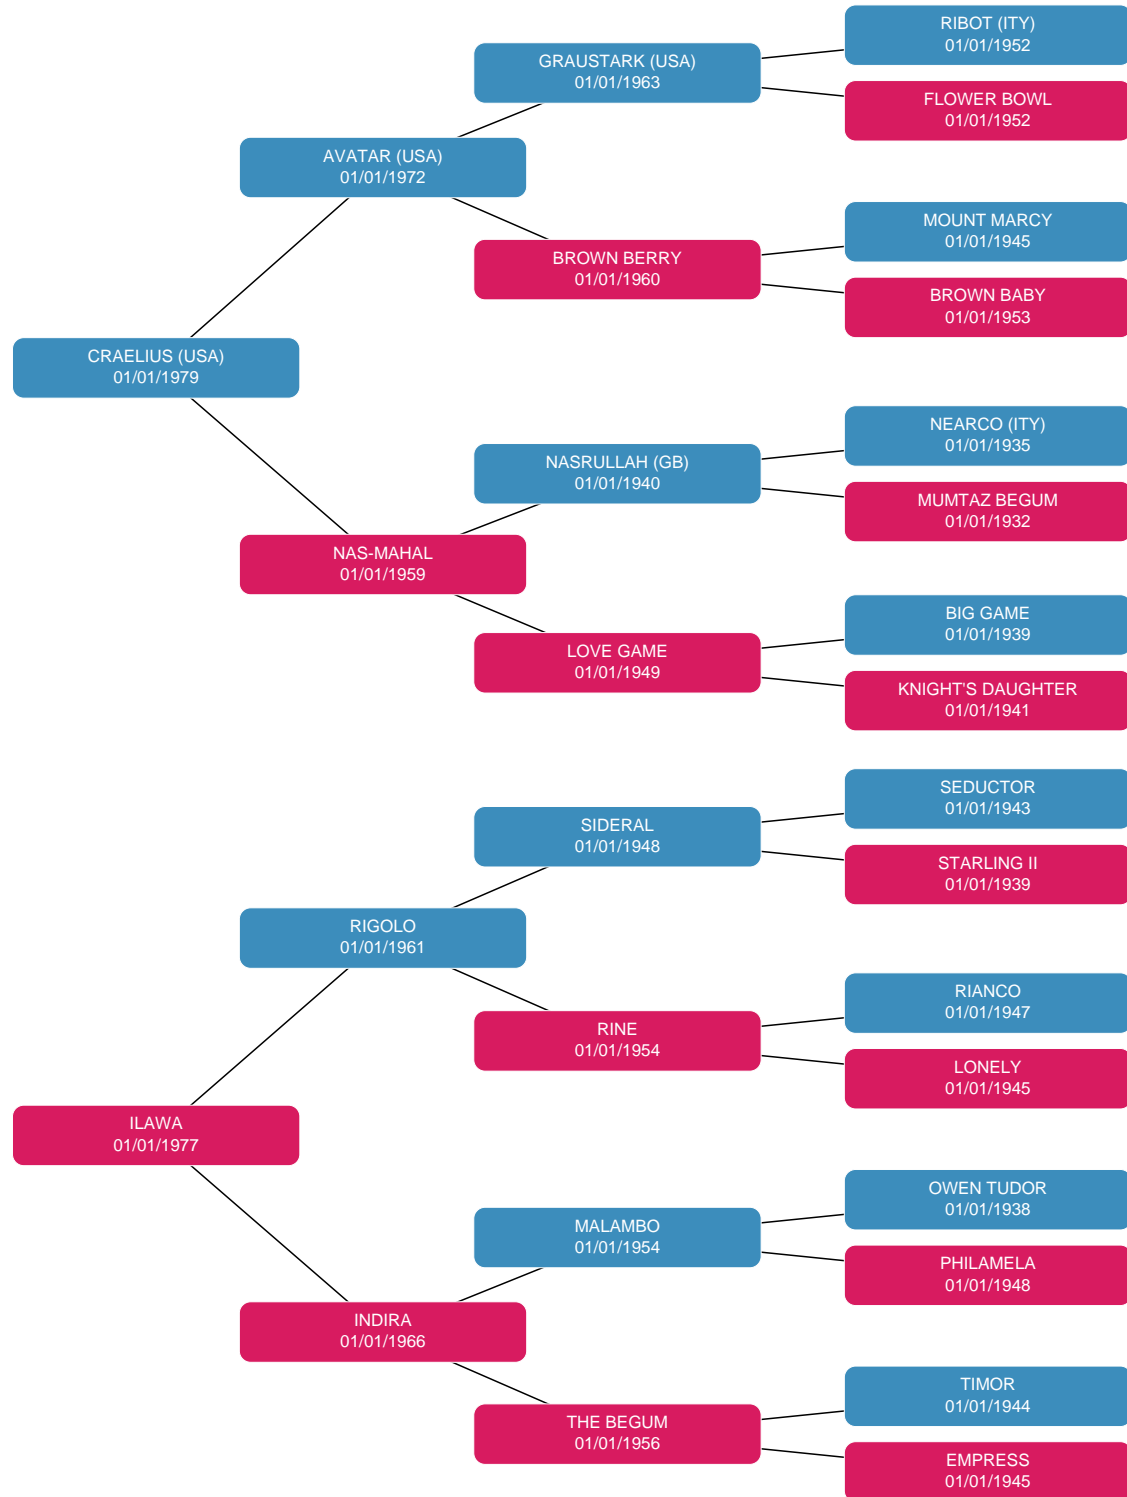 RIBOT (ITY)
01/01/1952
GRAUSTARK (USA)
01/01/1963
FLOWER BOWL
01/01/1952
AVATAR (USA)
01/01/1972
MOUNT MARCY
01/01/1945
BROWN BERRY
01/01/1960
BROWN BABY
01/01/1953
CRAELIUS (USA)
01/01/1979
NEARCO (ITY)
01/01/1935
NASRULLAH (GB)
01/01/1940
MUMTAZ BEGUM
01/01/1932
NAS-MAHAL
01/01/1959
BIG GAME
01/01/1939
LOVE GAME
01/01/1949
KNIGHT'S DAUGHTER
01/01/1941
SEDUCTOR
01/01/1943
SIDERAL
01/01/1948
STARLING II
01/01/1939
RIGOLO
01/01/1961
RIANCO
01/01/1947
RINE
01/01/1954
LONELY
01/01/1945
ILAWA
01/01/1977
OWEN TUDOR
01/01/1938
MALAMBO
01/01/1954
PHILAMELA
01/01/1948
INDIRA
01/01/1966
TIMOR
01/01/1944
THE BEGUM
01/01/1956
EMPRESS
01/01/1945